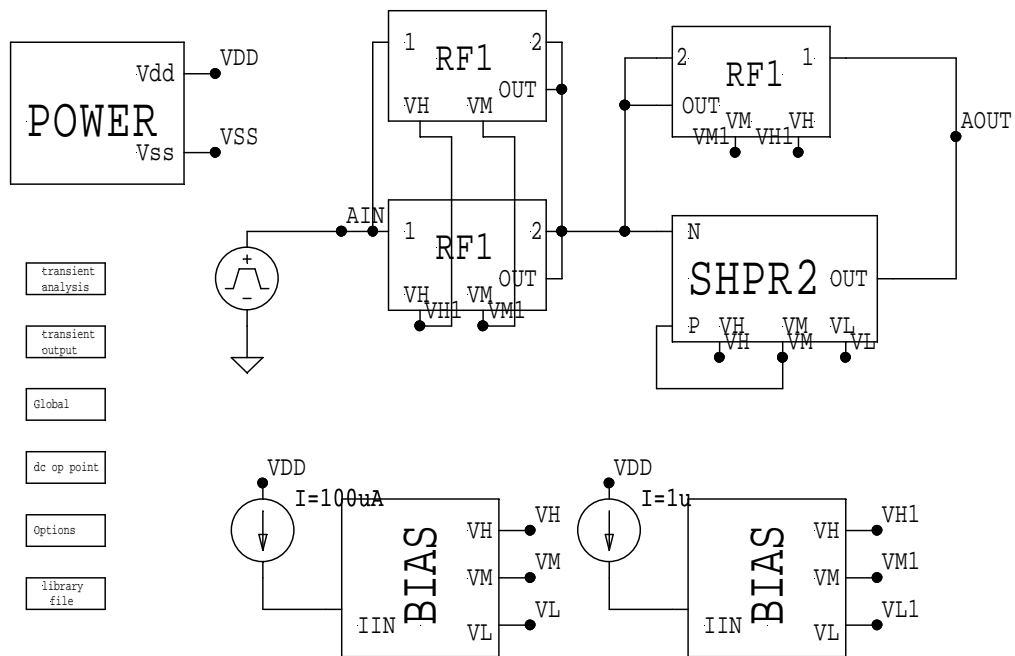 POWER
Vdd
Vss
VDD
VSS
1
2
RF1
OUT
VH
VM
2
1
RF1
OUT
VM
VH
VM1
VH1
AOUT
AIN
1
2
RF1
OUT
VH
VM
VH1
VM1
N
SHPR2
OUT
P
VH
VM
VL
VH
VM
VL
+
−
transient
analysis
transient
output
Global
dc op point
Options
library
file
VDD
I=100uA
BIAS
IIN
VH
VM
VL
VH
VM
VL
VDD
I=1u
BIAS
IIN
VH
VM
VL
VH1
VM1
VL1